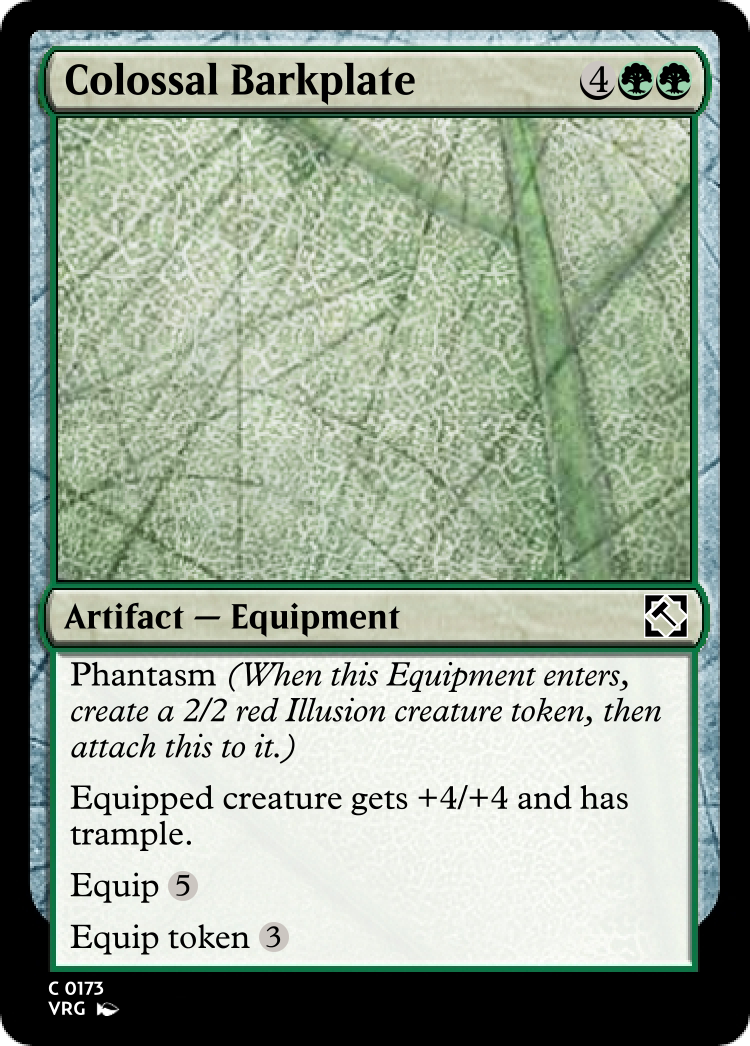 Colossal Barkplate 4
Artifact — Equipment
Phantasm (When this Equipment enters,
create a 2/2 red Illusion creature token, then
attach this to it.)
Equipped creature gets +4/+4 and has
trample.
Equip 5
Equip token 3
C 0173
VRG